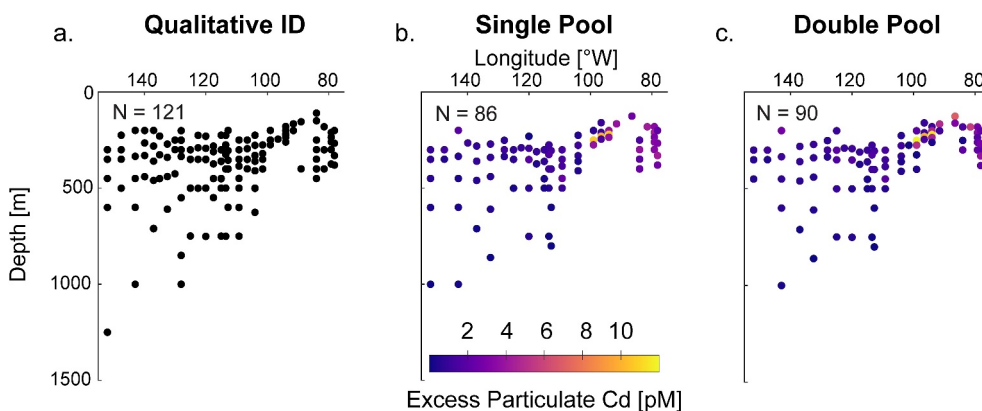 a.
Qualitative ID
b.
Single Pool
c.
Double Pool
Longitude [°W]
Longitude [°W]
140 120 100 80
140 120 100 80
140 120 100 80
0
N = 121
N = 86
N = 90
500
Depth [m]
1000
1500
2 4 6 8 10
Excess Particulate Cd [pM]